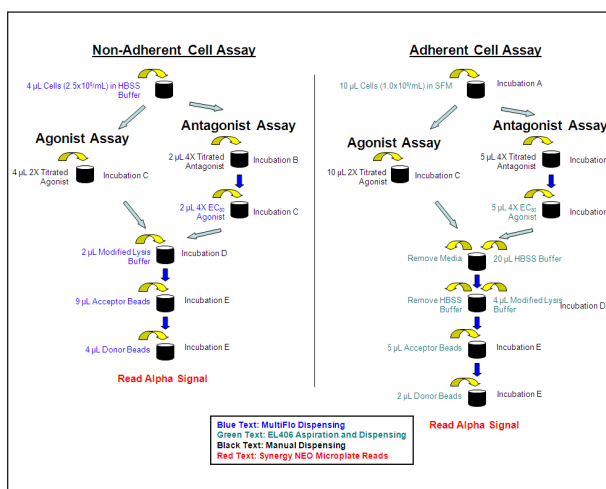 Non-Adherent Cell Assay
4 µL Cells (2.5x10⁶/mL) in HBSS
Buffer
Agonist Assay
4 µL 2X Titrated
Agonist
Incubation C
Antagonist Assay
2 µL 4X Titrated
Antagonist
Incubation B
2 µL 4X EC₈₀
Agonist
Incubation C
2 µL Modified Lysis
Buffer
Incubation D
9 µL Acceptor Beads
Incubation E
4 µL Donor Beads
Incubation E
Read Alpha Signal
Adherent Cell Assay
10 µL Cells (1.0x10⁶/mL) in SFM
Incubation A
Agonist Assay
10 µL 2X Titrated
Agonist
Incubation C
Antagonist Assay
5 µL 4X Titrated
Antagonist
Incubation
5 µL 4X EC₈₀
Agonist
Incubation
Remove Media
20 µL HBSS Buffer
Remove HBSS
Buffer
4 µL Modified Lysis
Buffer
Incubation D
5 µL Acceptor Beads
Incubation E
2 µL Donor Beads
Incubation E
Read Alpha Signal
Blue Text: MultiFlo Dispensing
Green Text: EL406 Aspiration and Dispensing
Black Text: Manual Dispensing
Red Text: Synergy NEO Microplate Reads